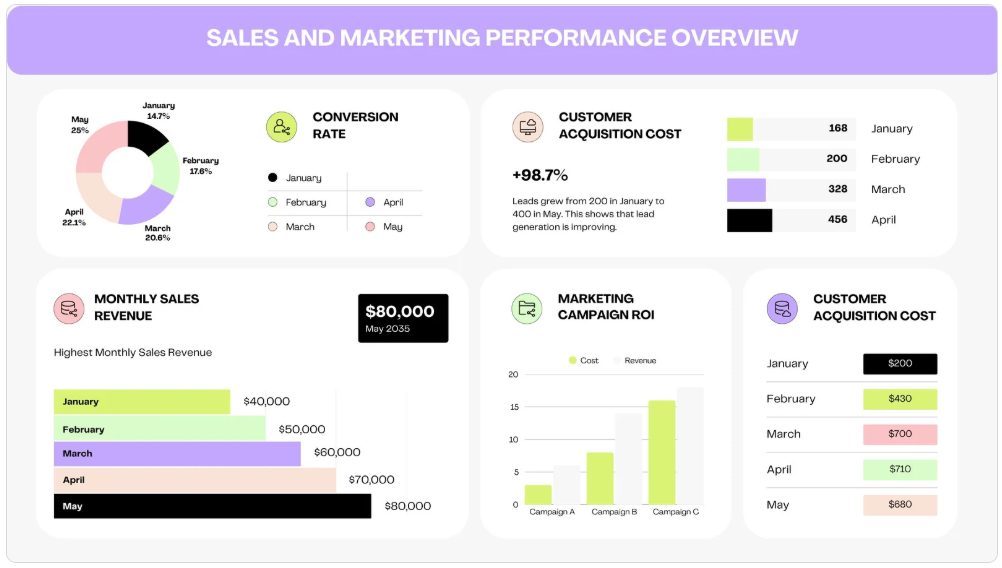 SALES AND MARKETING PERFORMANCE OVERVIEW
January
14.7%
February
17.6%
March
20.6%
April
22.1%
May
25%
CONVERSION
RATE
January
February
April
March
May
CUSTOMER
ACQUISITION COST
+98.7%
Leads grew from 200 in January to
400 in May. This shows that lead
generation is improving.
168 January
200 February
328 March
456 April
MONTHLY SALES
REVENUE
$80,000
May 2035
Highest Monthly Sales Revenue
January $40,000
February $50,000
March $60,000
April $70,000
May $80,000
MARKETING
CAMPAIGN ROI
Cost Revenue
20
15
10
5
0
Campaign A Campaign B Campaign C
CUSTOMER
ACQUISITION COST
January $200
February $430
March $700
April $710
May $680